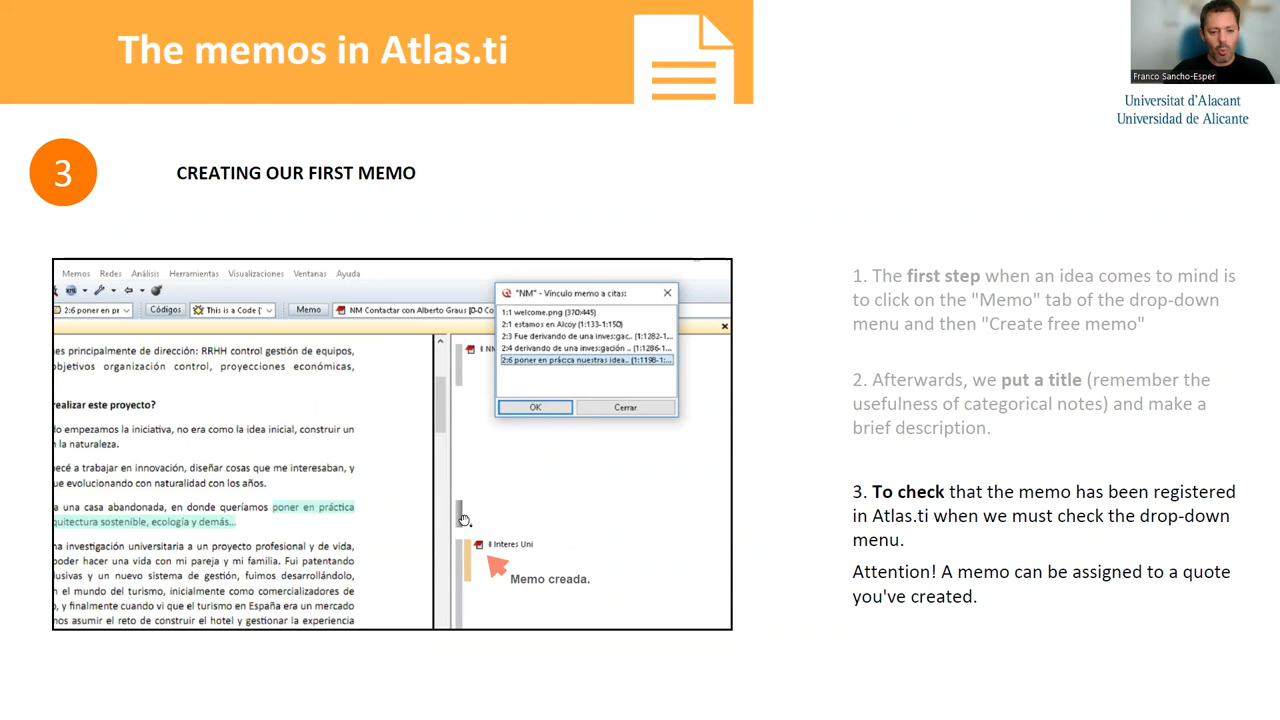 The memos in Atlas.ti
Franco Sancho-Esper
Universitat d'Alacant
Universidad de Alicante
3
CREATING OUR FIRST MEMO
Memos Redes Análisis Herramientas Visualizaciones Ventanas Ayuda
2:6 poner en pr Códigos This is a Code [' Memo NM Contactar con Alberto Graus [0-0 Co
"NM" - Vínculo memo a citas:
1:1 welcome.png (370:445)
2:1 estamos en Alcoy (1:133-1:150)
2:3 Fue derivando de una inves:gac.. (1:1282-1...
2:4 derivando de una inves:gación .. (1:1286-1...
2:6 poner en práctica nuestras idea.. (1:1198-1:...
OK Cerrar
es principalmente de dirección: RRHH control gestión de equipos,
objetivos organización control, proyecciones económicas,
ealizar este proyecto?
o empezamos la iniciativa, no era como la idea inicial, construir un
n la naturaleza.
ecé a trabajar en innovación, diseñar cosas que me interesaban, y
ue evolucionando con naturalidad con los años.
a una casa abandonada, en donde queríamos poner en práctica
quitectura sostenible, ecología y demás...
na investigación universitaria a un proyecto profesional y de vida,
poder hacer una vida con mi pareja y mi familia. Fui patentando
lusivas y un nuevo sistema de gestión, fuimos desarrollándolo,
n el mundo del turismo, inicialmente como comercializadores de
o, y finalmente cuando vi que el turismo en España era un mercado
mos asumir el reto de construir el hotel y gestionar la experiencia
Interes Uni
Memo creada.
1. The first step when an idea comes to mind is
to click on the "Memo" tab of the drop-down
menu and then "Create free memo"
2. Afterwards, we put a title (remember the
usefulness of categorical notes) and make a
brief description.
3. To check that the memo has been registered
in Atlas.ti when we must check the drop-down
menu.
Attention! A memo can be assigned to a quote
you've created.